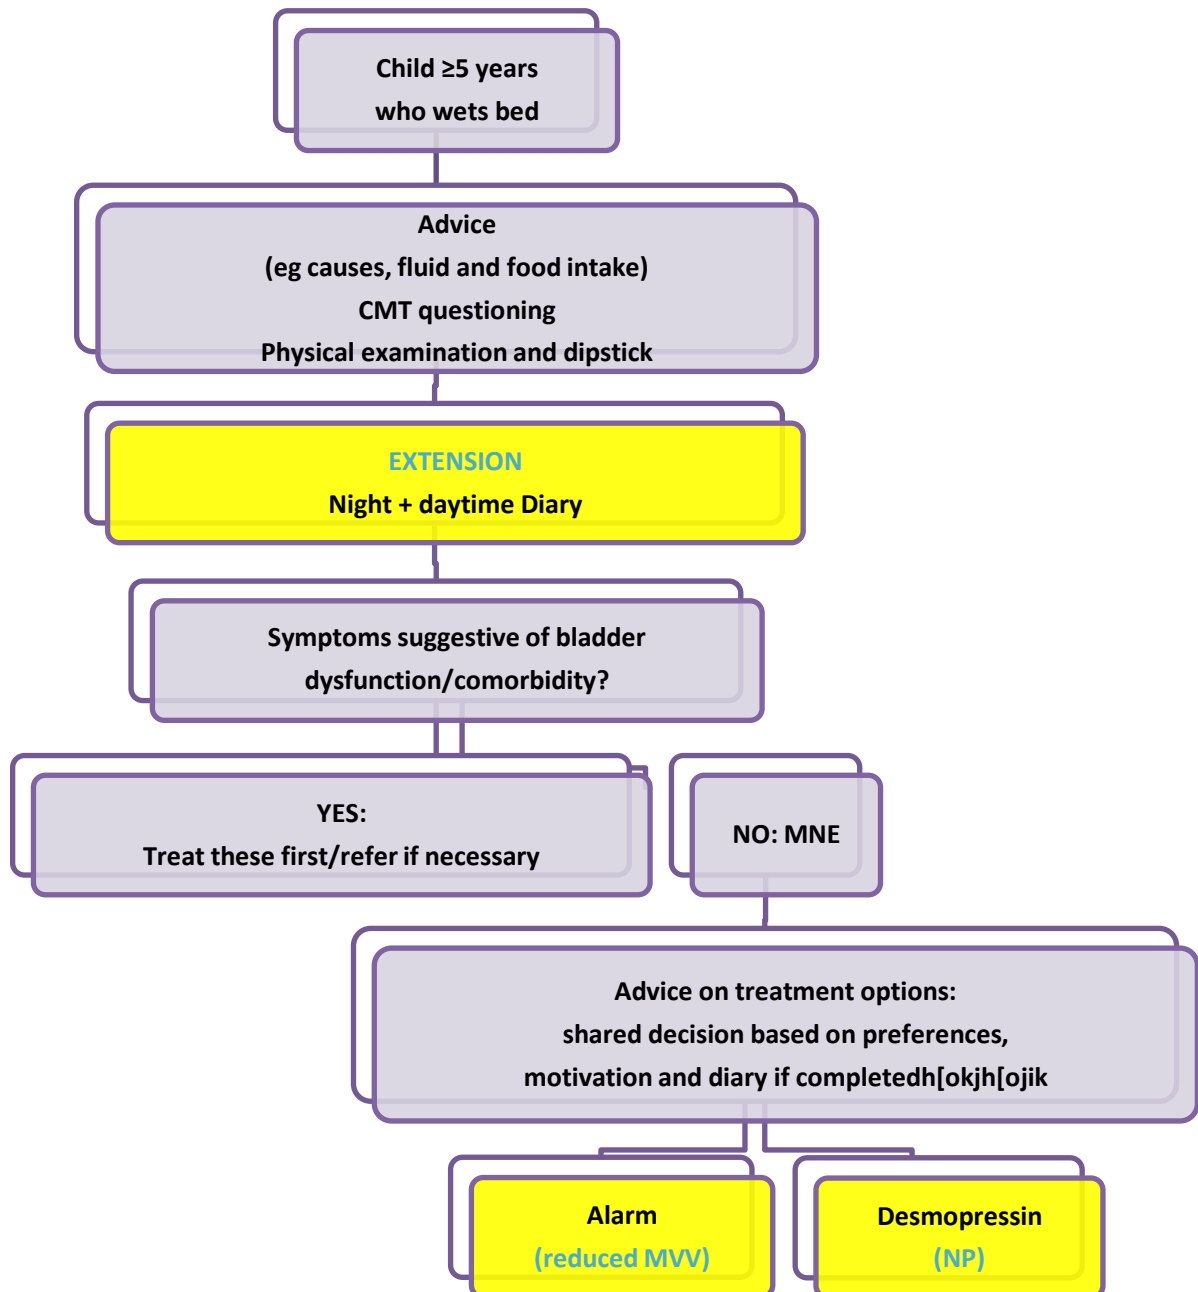 Child ≥5 years
who wets bed
Advice
(eg causes, fluid and food intake)
CMT questioning
Physical examination and dipstick
EXTENSION
Night + daytime Diary
Symptoms suggestive of bladder
dysfunction/comorbidity?
YES:
Treat these first/refer if necessary
NO: MNE
Advice on treatment options:
shared decision based on preferences,
motivation and diary if completedh[okjh[ojik
Alarm
(reduced MVV)
Desmopressin
(NP)